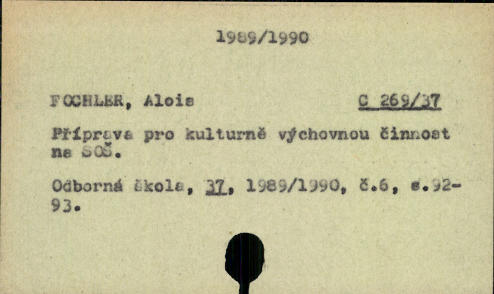 1989/1990
FOCHLER, Alois C 269/37
Příprava pro kulturně výchovnou činnost
na SOŠ.
Odborná škola, 37, 1989/1990, č.6, s.92-
93.